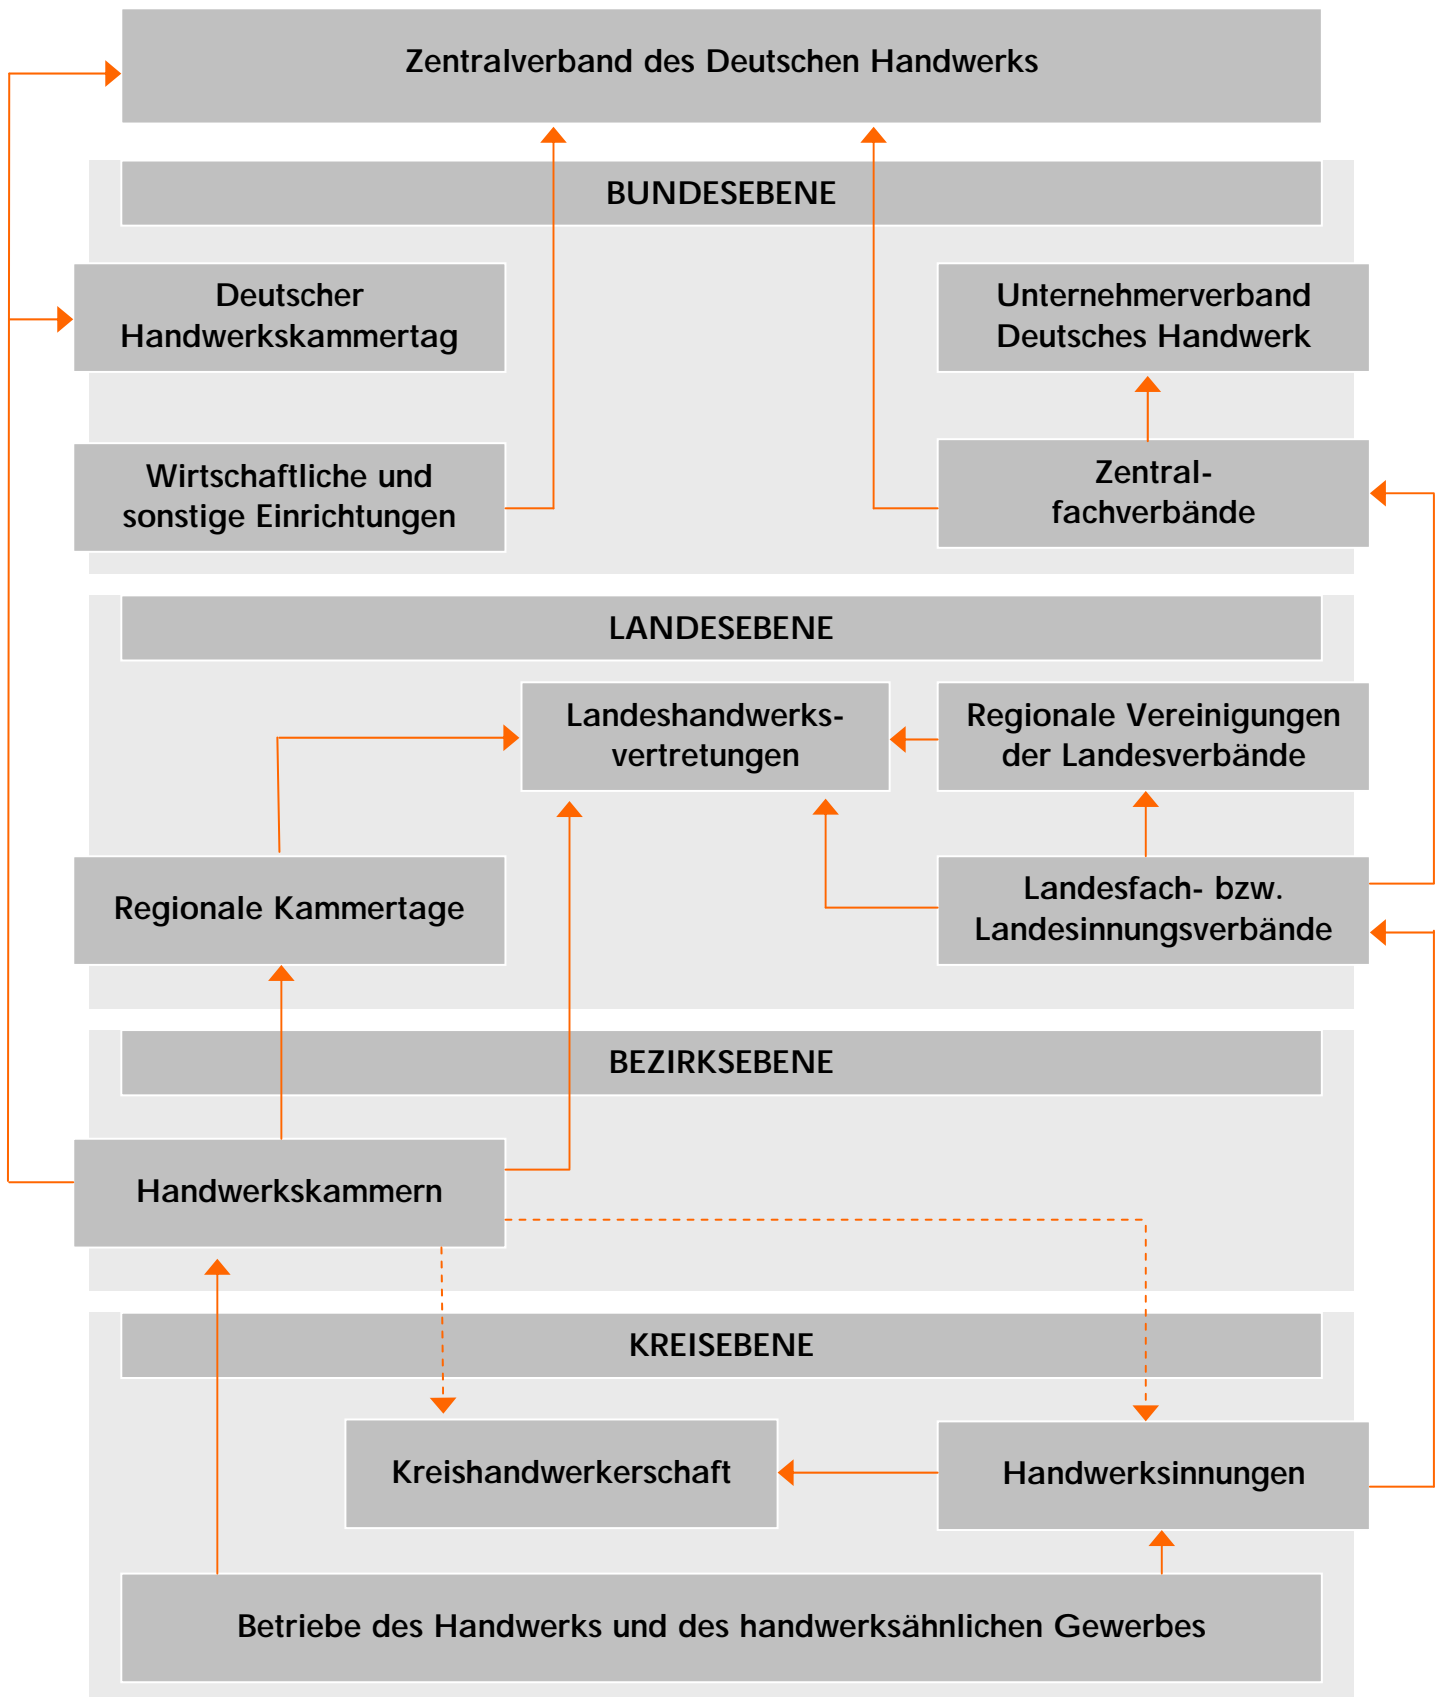 Zentralverband des Deutschen Handwerks
BUNDESEBENE
Deutscher
Handwerkskammertag
Unternehmerverband
Deutsches Handwerk
Wirtschaftliche und
sonstige Einrichtungen
Zentral-
fachverbände
LANDESEBENE
Landeshandwerks-
vertretungen
Regionale Vereinigungen
der Landesverbände
Regionale Kammertage
Landesfach- bzw.
Landesinnungsverbände
BEZIRKSEBENE
Handwerkskammern
KREISEBENE
Kreishandwerkerschaft
Handwerksinnungen
Betriebe des Handwerks und des handwerksähnlichen Gewerbes